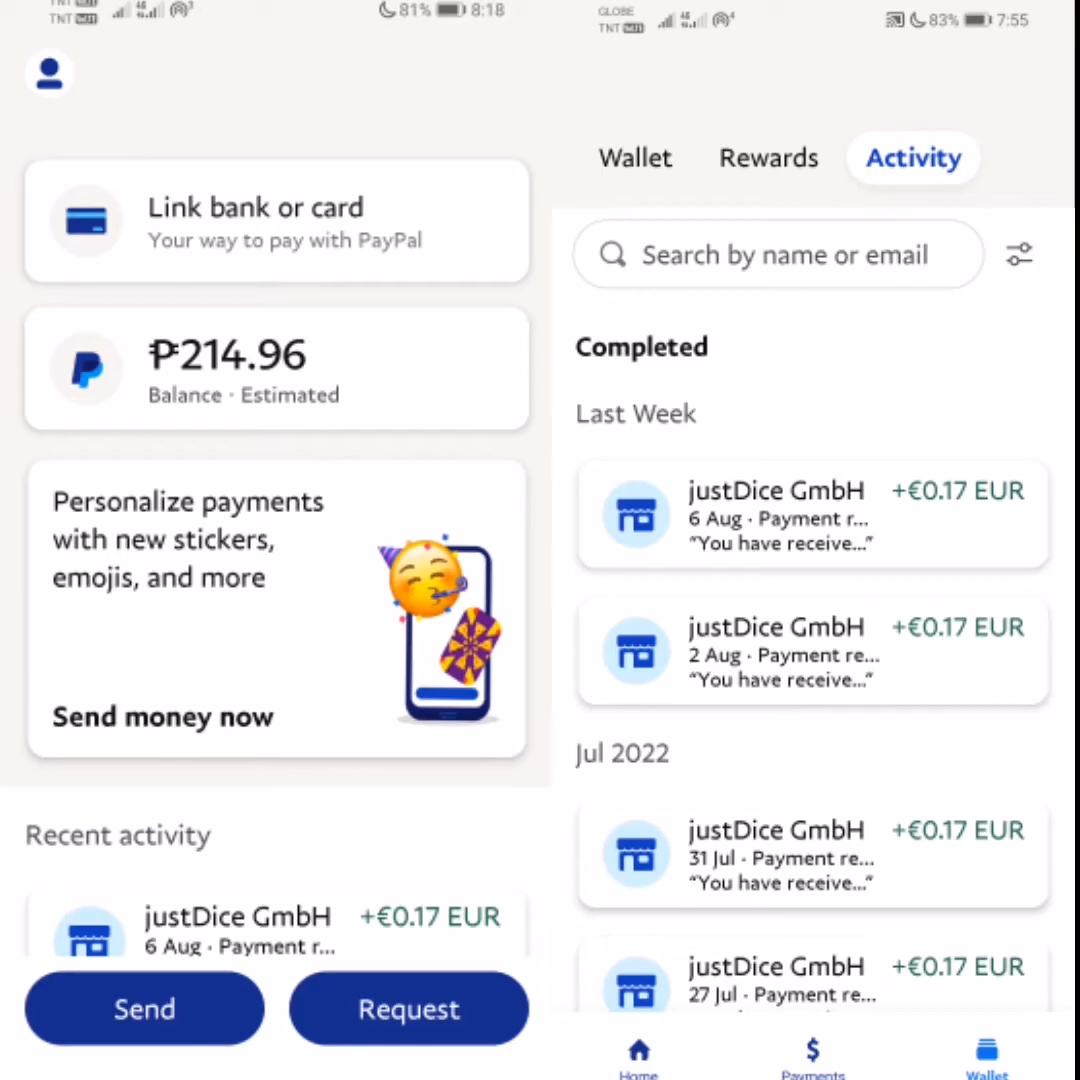 TNT
81% 8:18
Link bank or card
Your way to pay with PayPal
₱214.96
Balance · Estimated
Personalize payments
with new stickers,
emojis, and more
Send money now
Recent activity
justDice GmbH +€0.17 EUR
6 Aug · Payment r...
Send Request
GLOBE
TNT 83% 7:55
Wallet Rewards Activity
Search by name or email
Completed
Last Week
justDice GmbH +€0.17 EUR
6 Aug · Payment r...
“You have receive...”
justDice GmbH +€0.17 EUR
2 Aug · Payment re...
“You have receive...”
Jul 2022
justDice GmbH +€0.17 EUR
31 Jul · Payment re...
“You have receive...”
justDice GmbH +€0.17 EUR
27 Jul · Payment re...
Home Payments Wallet